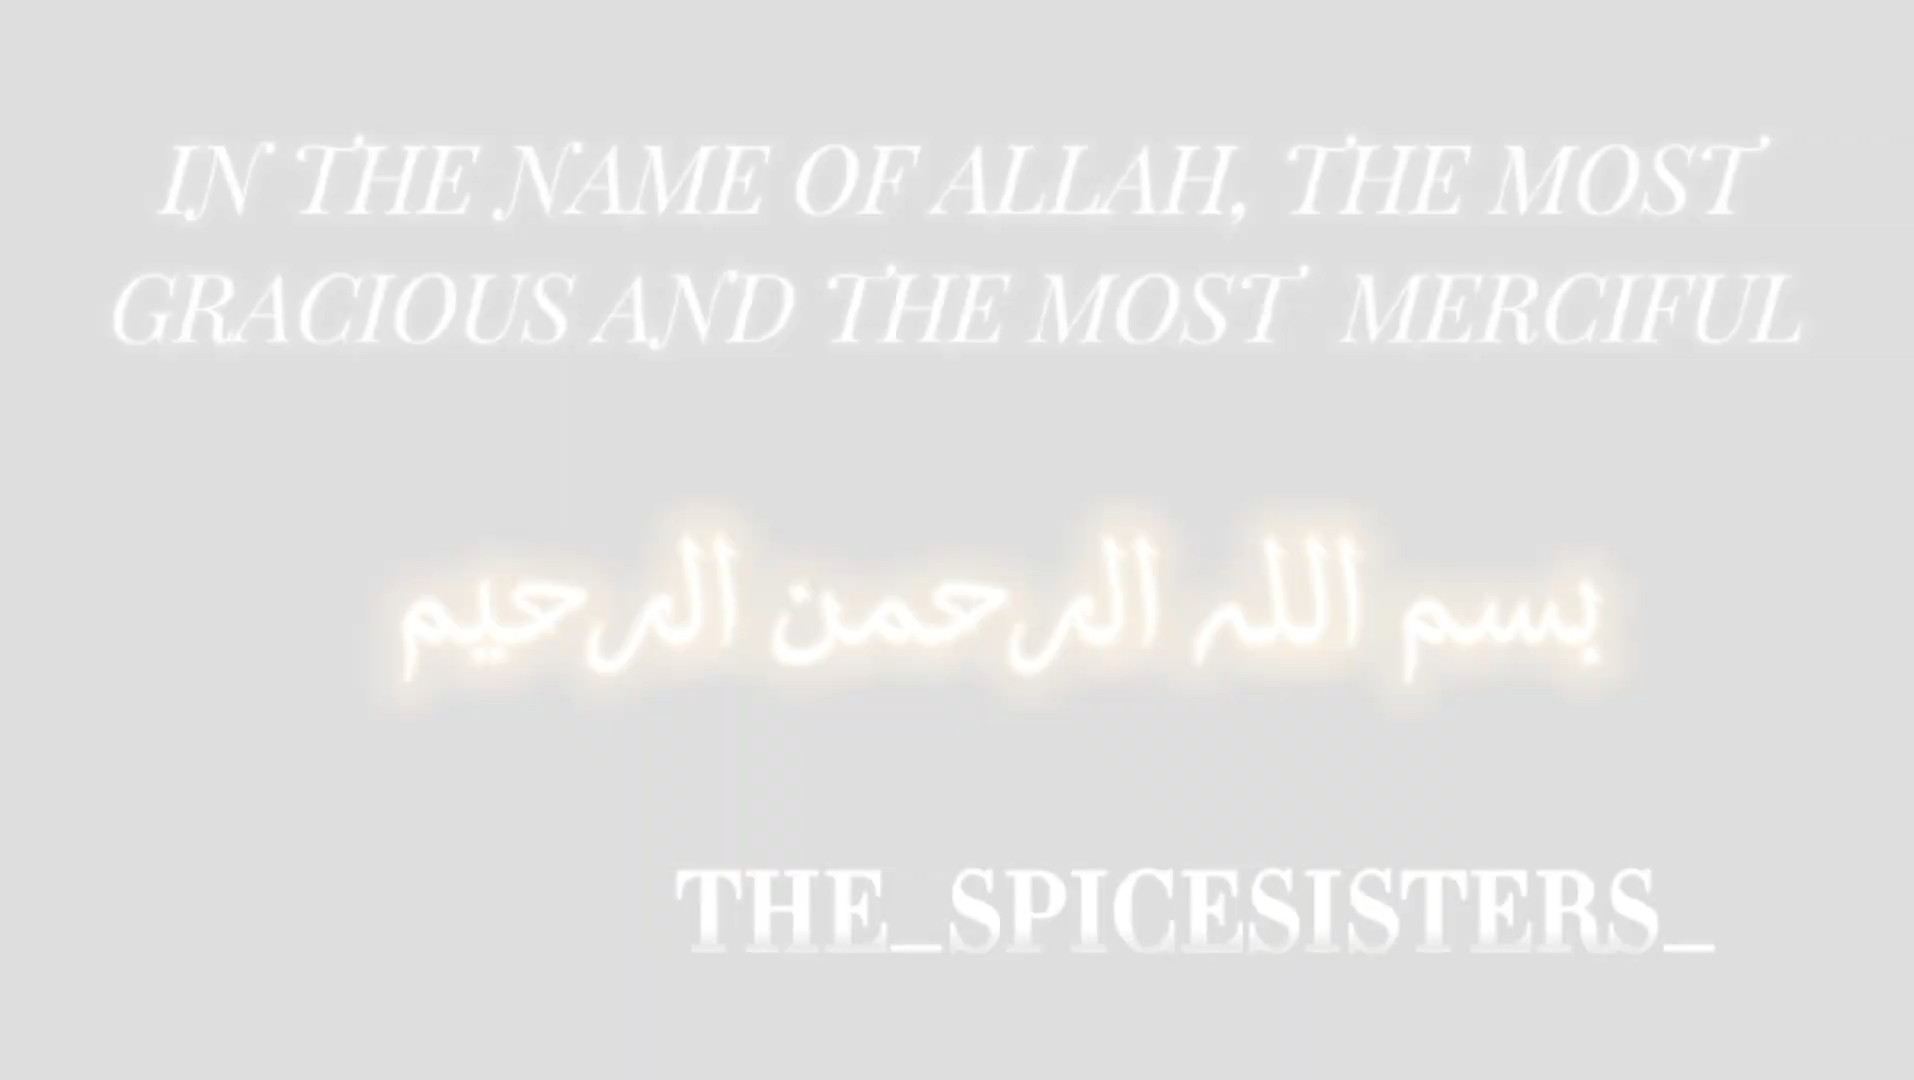 IN THE NAME OF ALLAH, THE MOST
GRACIOUS AND THE MOST MERCIFUL
بسم الله الرحمن الرحيم
THE_SPICESISTERS_